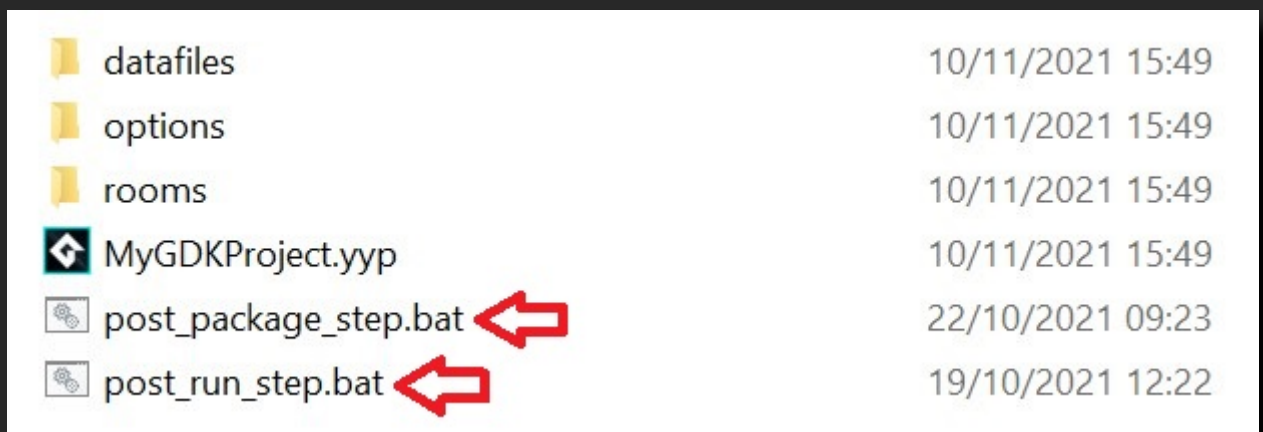 datafiles 10/11/2021 15:49
options 10/11/2021 15:49
rooms 10/11/2021 15:49
MyGDKProject.yyp 10/11/2021 15:49
post_package_step.bat 22/10/2021 09:23
post_run_step.bat 19/10/2021 12:22